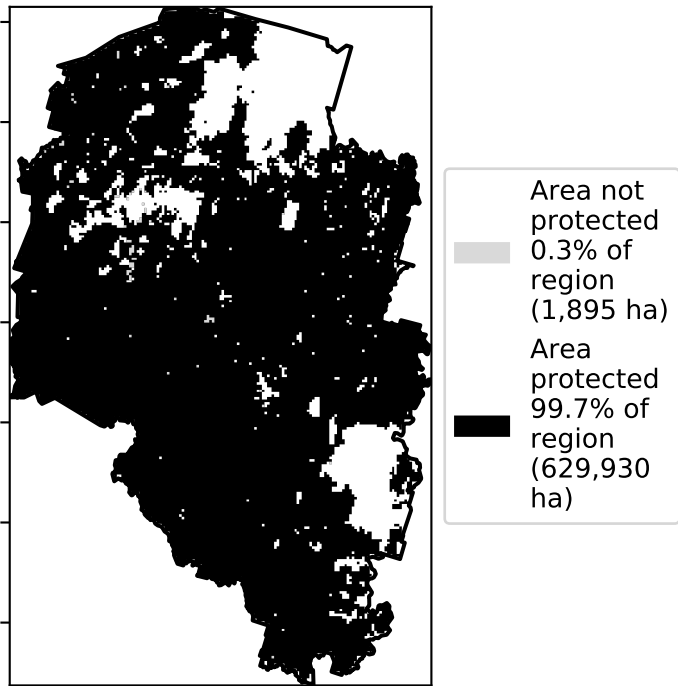 Area not
protected
0.3% of
region
(1,895 ha)
Area
protected
99.7% of
region
(629,930
ha)